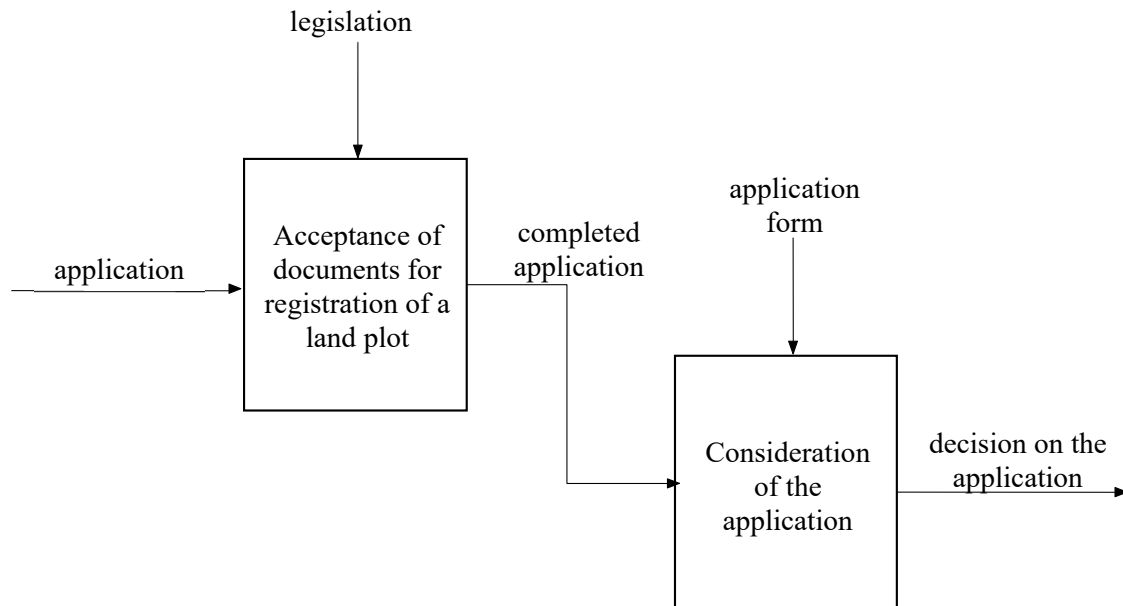 legislation
application
Acceptance of
documents for
registration of a
land plot
completed
application
application
form
Consideration
of the
application
decision on the
application